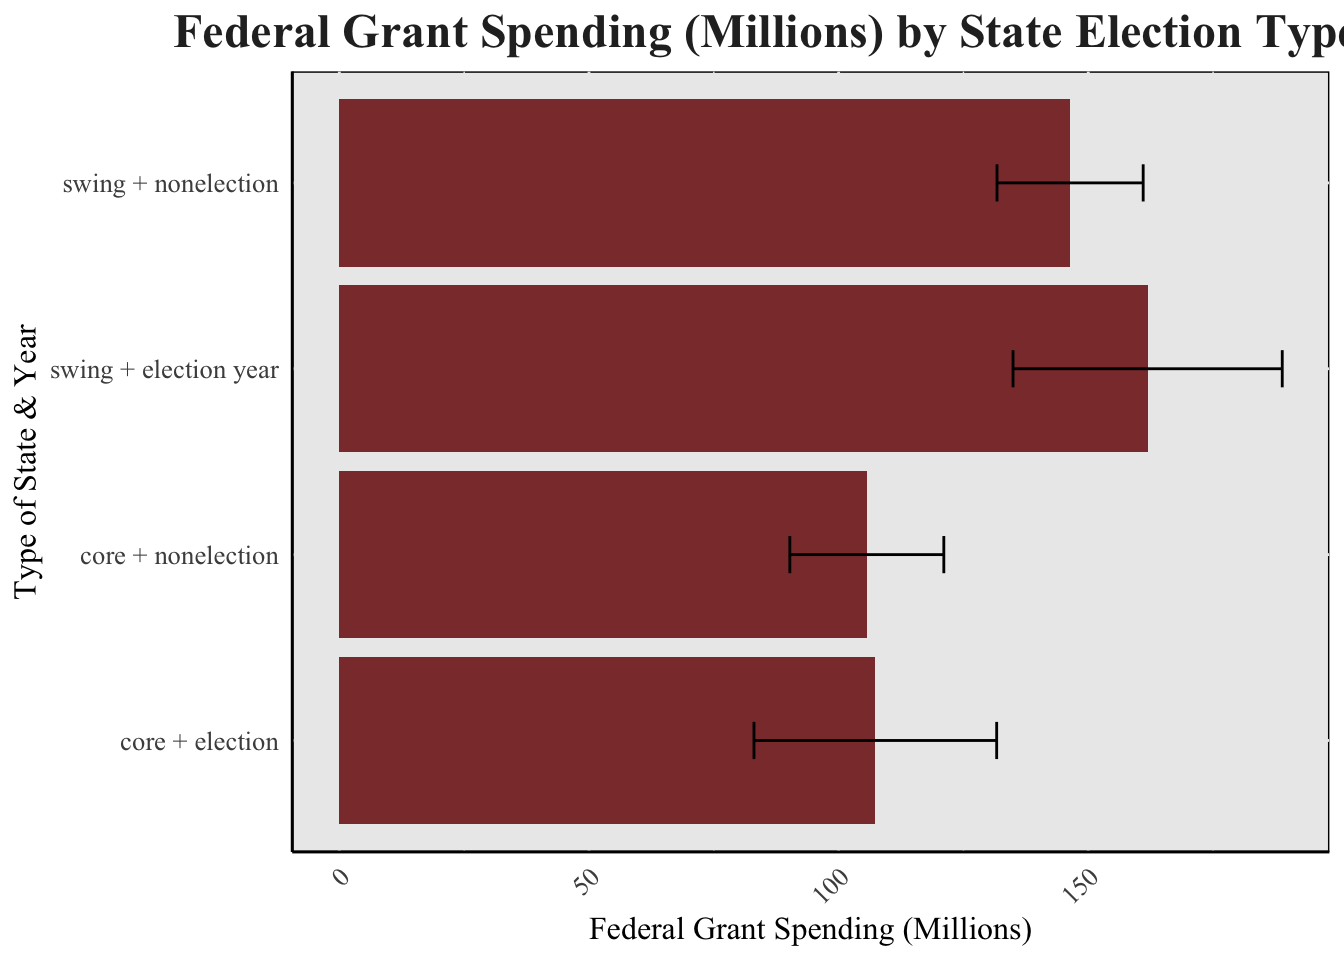 Federal Grant Spending (Millions) by State Election Type
swing + nonelection
swing + election year
core + nonelection
core + election
Type of State & Year
0
50
100
150
Federal Grant Spending (Millions)